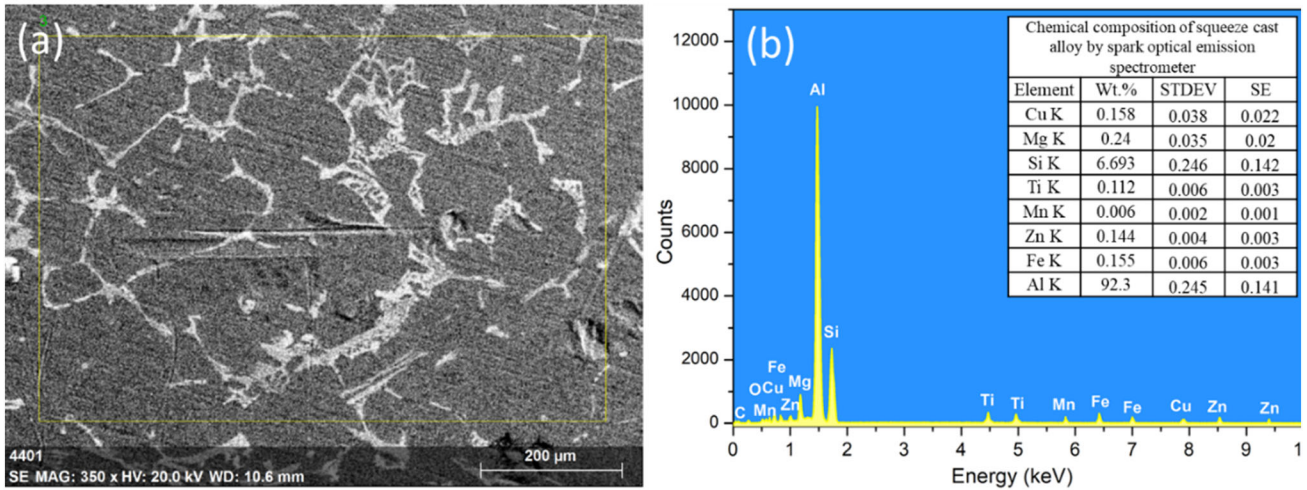 (a)
4401
SE MAG: 350 x HV: 20.0 kV WD: 10.6 mm
200 µm
(b)
Counts
12000
10000
8000
6000
4000
2000
0
Al
Si
Fe
O Cu Mg
C Mn Zn
Ti Ti Mn Fe Fe Cu Zn Zn
0 1 2 3 4 5 6 7 8 9 1
Energy (keV)
Chemical composition of squeeze cast
alloy by spark optical emission
spectrometer
Element Wt.% STDEV SE
Cu K 0.158 0.038 0.022
Mg K 0.24 0.035 0.02
Si K 6.693 0.246 0.142
Ti K 0.112 0.006 0.003
Mn K 0.006 0.002 0.001
Zn K 0.144 0.004 0.003
Fe K 0.155 0.006 0.003
Al K 92.3 0.245 0.141